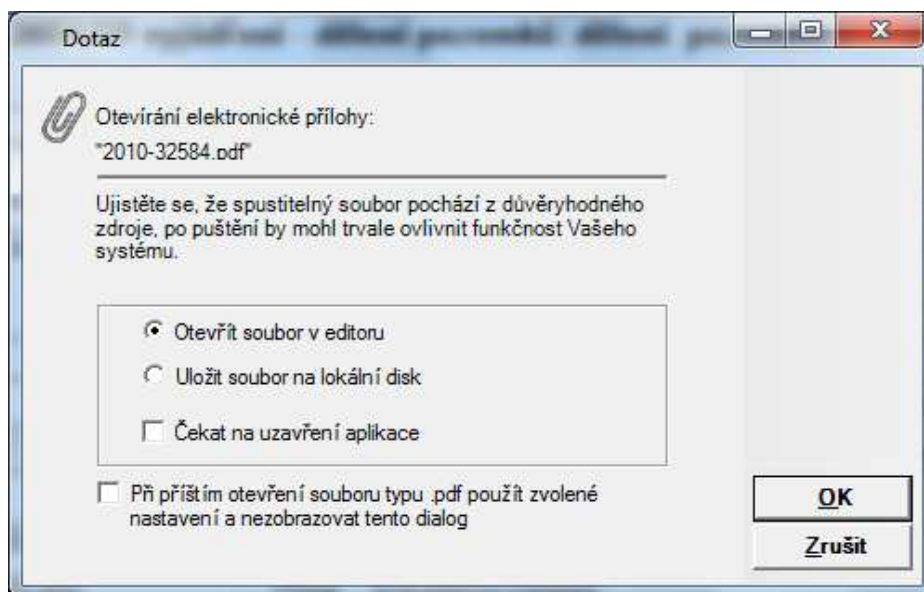 Dotaz
Otevírání elektronické přílohy:
"2010-32584.pdf"
Ujistěte se, že spustitelný soubor pochází z důvěryhodného
zdroje, po puštění by mohl trvale ovlivnit funkčnost Vašeho
systému.
Otevřít soubor v editoru
Uložit soubor na lokální disk
Čekat na uzavření aplikace
Při příštím otevření souboru typu .pdf použít zvolené
nastavení a nezobrazovat tento dialog
OK
Zrušit